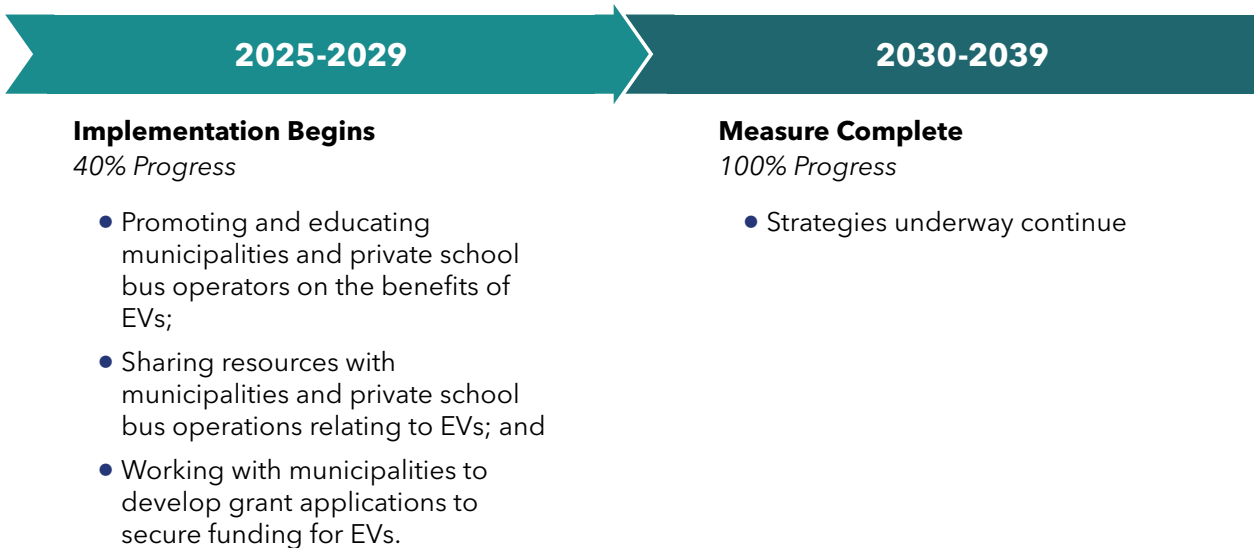 2025-2029
Implementation Begins
40% Progress
● Promoting and educating
municipalities and private school
bus operators on the benefits of
EVs;
● Sharing resources with
municipalities and private school
bus operations relating to EVs; and
● Working with municipalities to
develop grant applications to
secure funding for EVs.
2030-2039
Measure Complete
100% Progress
● Strategies underway continue